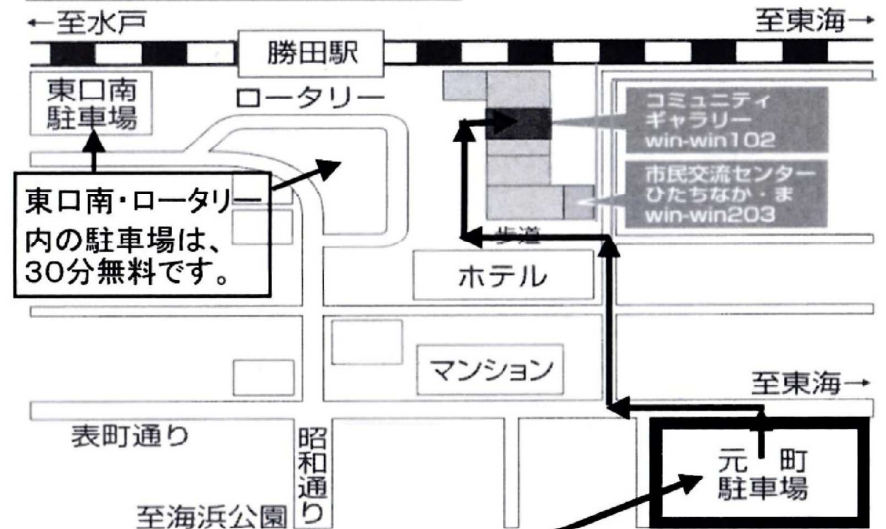 ←至水戸
至東海→
勝田駅
東口南
駐車場
ロータリー
コミュニティ
ギャラリー
win-win102
市民交流センター
ひたちなか・ま
win-win203
東口南・ロータリー
内の駐車場は、
30分無料です。
歩道
ホテル
マンション
至東海→
表町通り
昭和通り
元 町
駐車場
至海浜公園